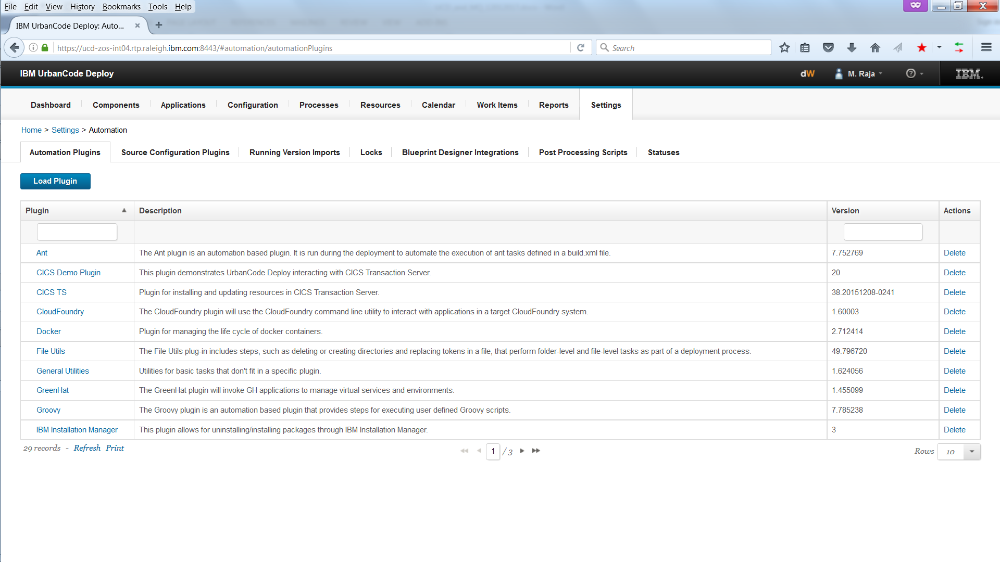 File Edit View History Bookmarks Tools Help
IBM UrbanCode Deploy: Auto... × +
https://ucd-zos-int04.rtp.raleigh.ibm.com:8443/#automation/automationPlugins Search
IBM UrbanCode Deploy dW M. Raja ? IBM.
Dashboard Components Applications Configuration Processes Resources Calendar Work Items Reports Settings
Home > Settings > Automation
Automation Plugins Source Configuration Plugins Running Version Imports Locks Blueprint Designer Integrations Post Processing Scripts Statuses
Load Plugin
Plugin Description Version Actions
Ant The Ant plugin is an automation based plugin. It is run during the deployment to automate the execution of ant tasks defined in a build.xml file. 7.752769 Delete
CICS Demo Plugin This plugin demonstrates UrbanCode Deploy interacting with CICS Transaction Server. 20 Delete
CICS TS Plugin for installing and updating resources in CICS Transaction Server. 38.20151208-0241 Delete
CloudFoundry The CloudFoundry plugin will use the CloudFoundry command line utility to interact with applications in a target CloudFoundry system. 1.60003 Delete
Docker Plugin for managing the life cycle of docker containers. 2.712414 Delete
File Utils The File Utils plug-in includes steps, such as deleting or creating directories and replacing tokens in a file, that perform folder-level and file-level tasks as part of a deployment process. 49.796720 Delete
General Utilities Utilities for basic tasks that don't fit in a specific plugin. 1.624056 Delete
GreenHat The GreenHat plugin will invoke GH applications to manage virtual services and environments. 1.455099 Delete
Groovy The Groovy plugin is an automation based plugin that provides steps for executing user defined Groovy scripts. 7.785238 Delete
IBM Installation Manager This plugin allows for uninstalling/installing packages through IBM Installation Manager. 3 Delete
29 records - Refresh Print 1 / 3 Rows 10